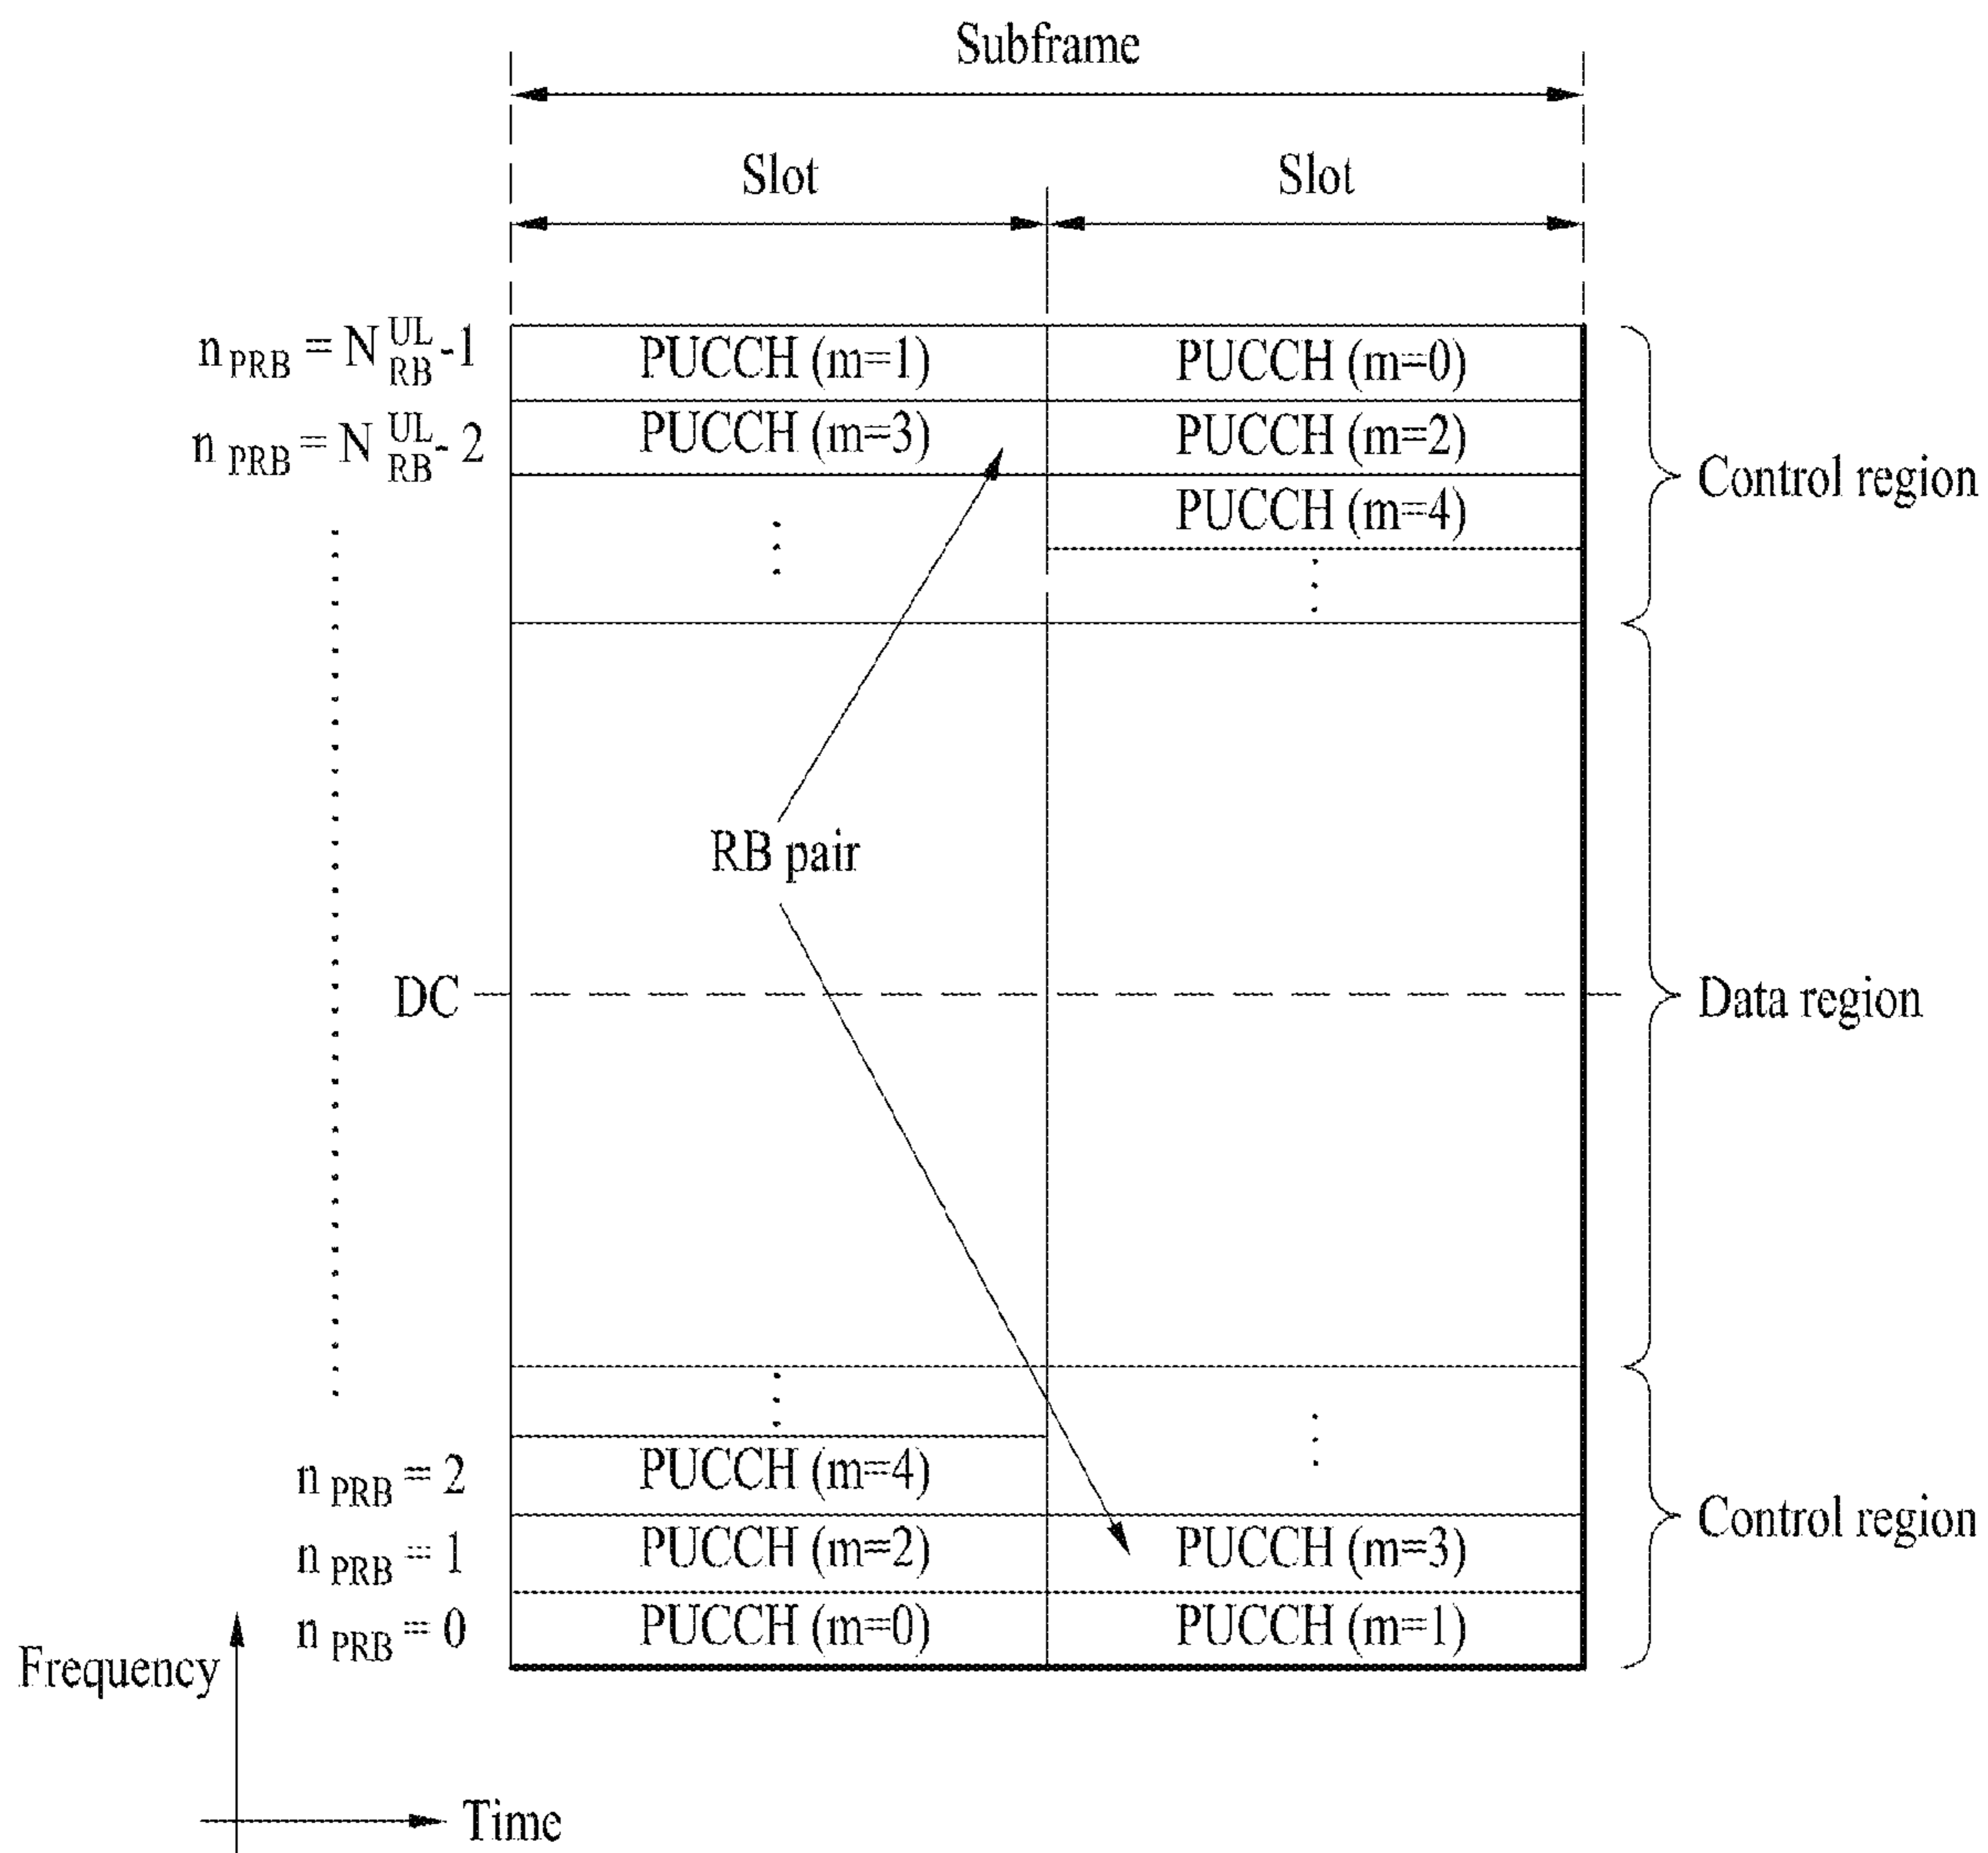 Subframe
Slot
Slot
n PRB = N UL RB -1
PUCCH (m=1)
PUCCH (m=0)
n PRB = N UL RB - 2
PUCCH (m=3)
PUCCH (m=2)
PUCCH (m=4)
Control region
RB pair
DC
Data region
n PRB = 2
PUCCH (m=4)
n PRB = 1
PUCCH (m=2)
PUCCH (m=3)
Control region
n PRB = 0
PUCCH (m=0)
PUCCH (m=1)
Frequency
Time